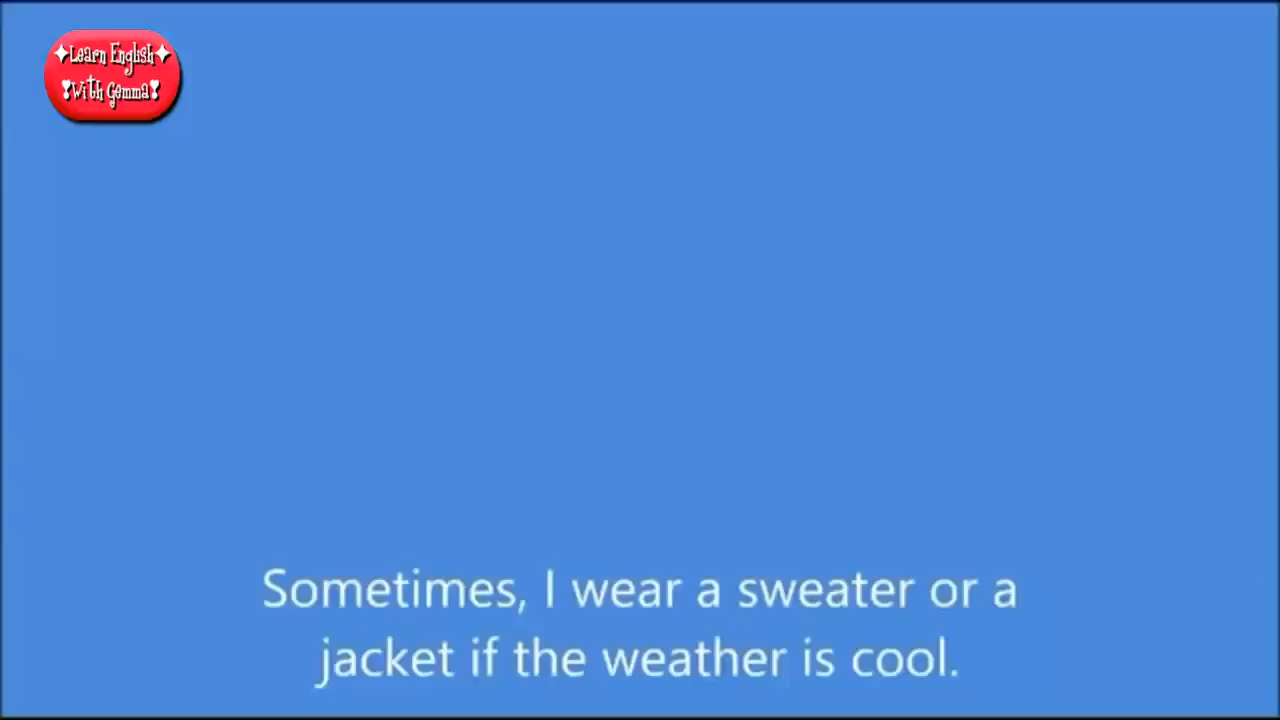 Learn English
With Gemma
Sometimes, I wear a sweater or a
jacket if the weather is cool.